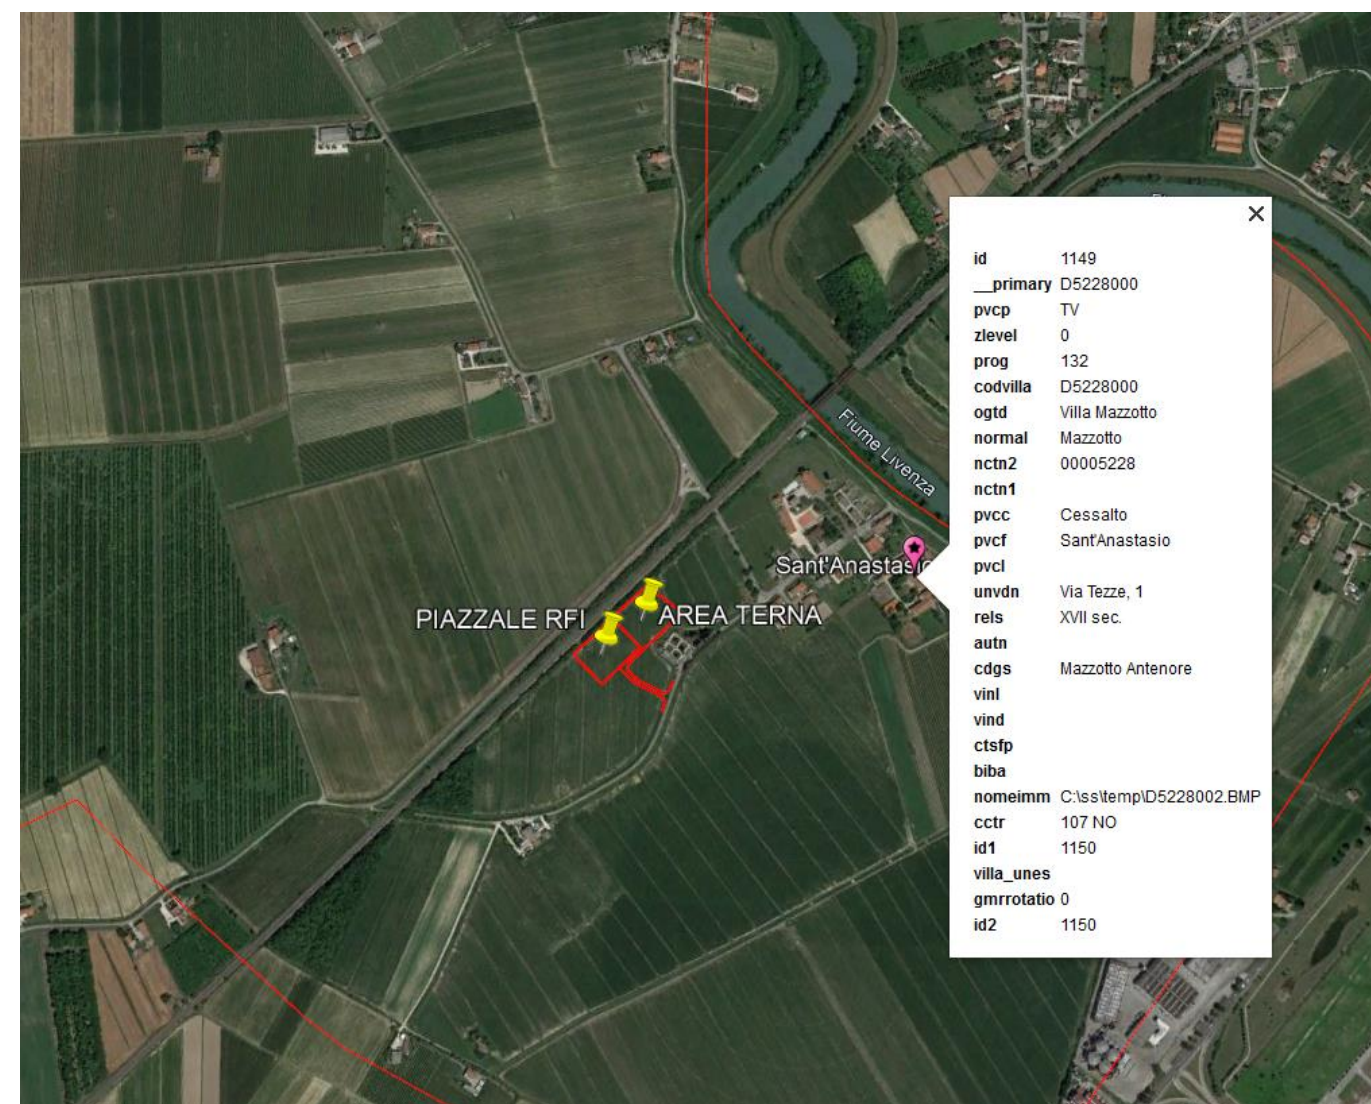 Fiume Livenza
Sant'Anastasio
PIAZZALE RFI
AREA TERNA
id 1149
__primary D5228000
pvcp TV
zlevel 0
prog 132
codvilla D5228000
ogtd Villa Mazzotto
normal Mazzotto
nctn2 00005228
nctn1
pvcc Cessalto
pvcf Sant'Anastasio
pvcl
unvdn Via Tezze, 1
rels XVII sec.
autn
cdgs Mazzotto Antenore
vinl
vind
ctsfp
biba
nomeimm C:\ss\temp\D5228002.BMP
cctr 107 NO
id1 1150
villa_unes
gmrrotatio 0
id2 1150